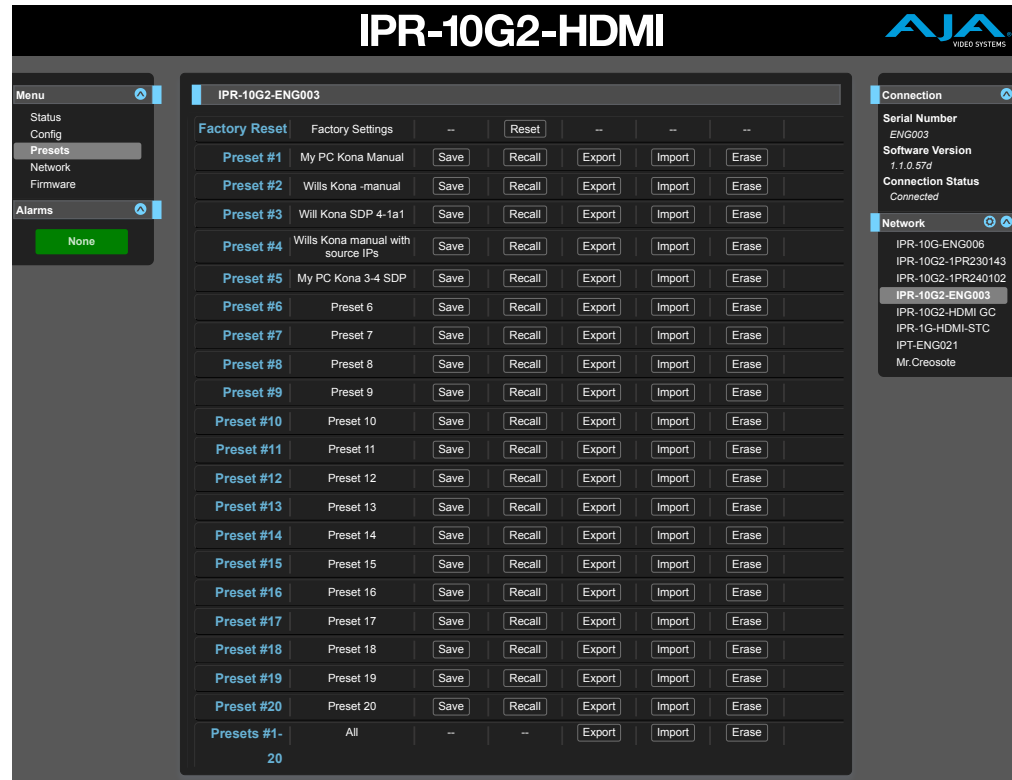 IPR-10G2-HDMI
AJA
VIDEO SYSTEMS
Menu
Status
Config
Presets
Network
Firmware
Alarms
None
IPR-10G2-ENG003
Factory Reset Factory Settings -- Reset -- -- --
Preset #1 My PC Kona Manual Save Recall Export Import Erase
Preset #2 Wills Kona -manual Save Recall Export Import Erase
Preset #3 Will Kona SDP 4-1a1 Save Recall Export Import Erase
Preset #4 Wills Kona manual with source IPs Save Recall Export Import Erase
Preset #5 My PC Kona 3-4 SDP Save Recall Export Import Erase
Preset #6 Preset 6 Save Recall Export Import Erase
Preset #7 Preset 7 Save Recall Export Import Erase
Preset #8 Preset 8 Save Recall Export Import Erase
Preset #9 Preset 9 Save Recall Export Import Erase
Preset #10 Preset 10 Save Recall Export Import Erase
Preset #11 Preset 11 Save Recall Export Import Erase
Preset #12 Preset 12 Save Recall Export Import Erase
Preset #13 Preset 13 Save Recall Export Import Erase
Preset #14 Preset 14 Save Recall Export Import Erase
Preset #15 Preset 15 Save Recall Export Import Erase
Preset #16 Preset 16 Save Recall Export Import Erase
Preset #17 Preset 17 Save Recall Export Import Erase
Preset #18 Preset 18 Save Recall Export Import Erase
Preset #19 Preset 19 Save Recall Export Import Erase
Preset #20 Preset 20 Save Recall Export Import Erase
Presets #1-20 All -- -- Export Import Erase
Connection
Serial Number
ENG003
Software Version
1.1.0.57d
Connection Status
Connected
Network
IPR-10G-ENG006
IPR-10G2-1PR230143
IPR-10G2-1PR240102
IPR-10G2-ENG003
IPR-10G2-HDMI GC
IPR-1G-HDMI-STC
IPT-ENG021
Mr.Creosote